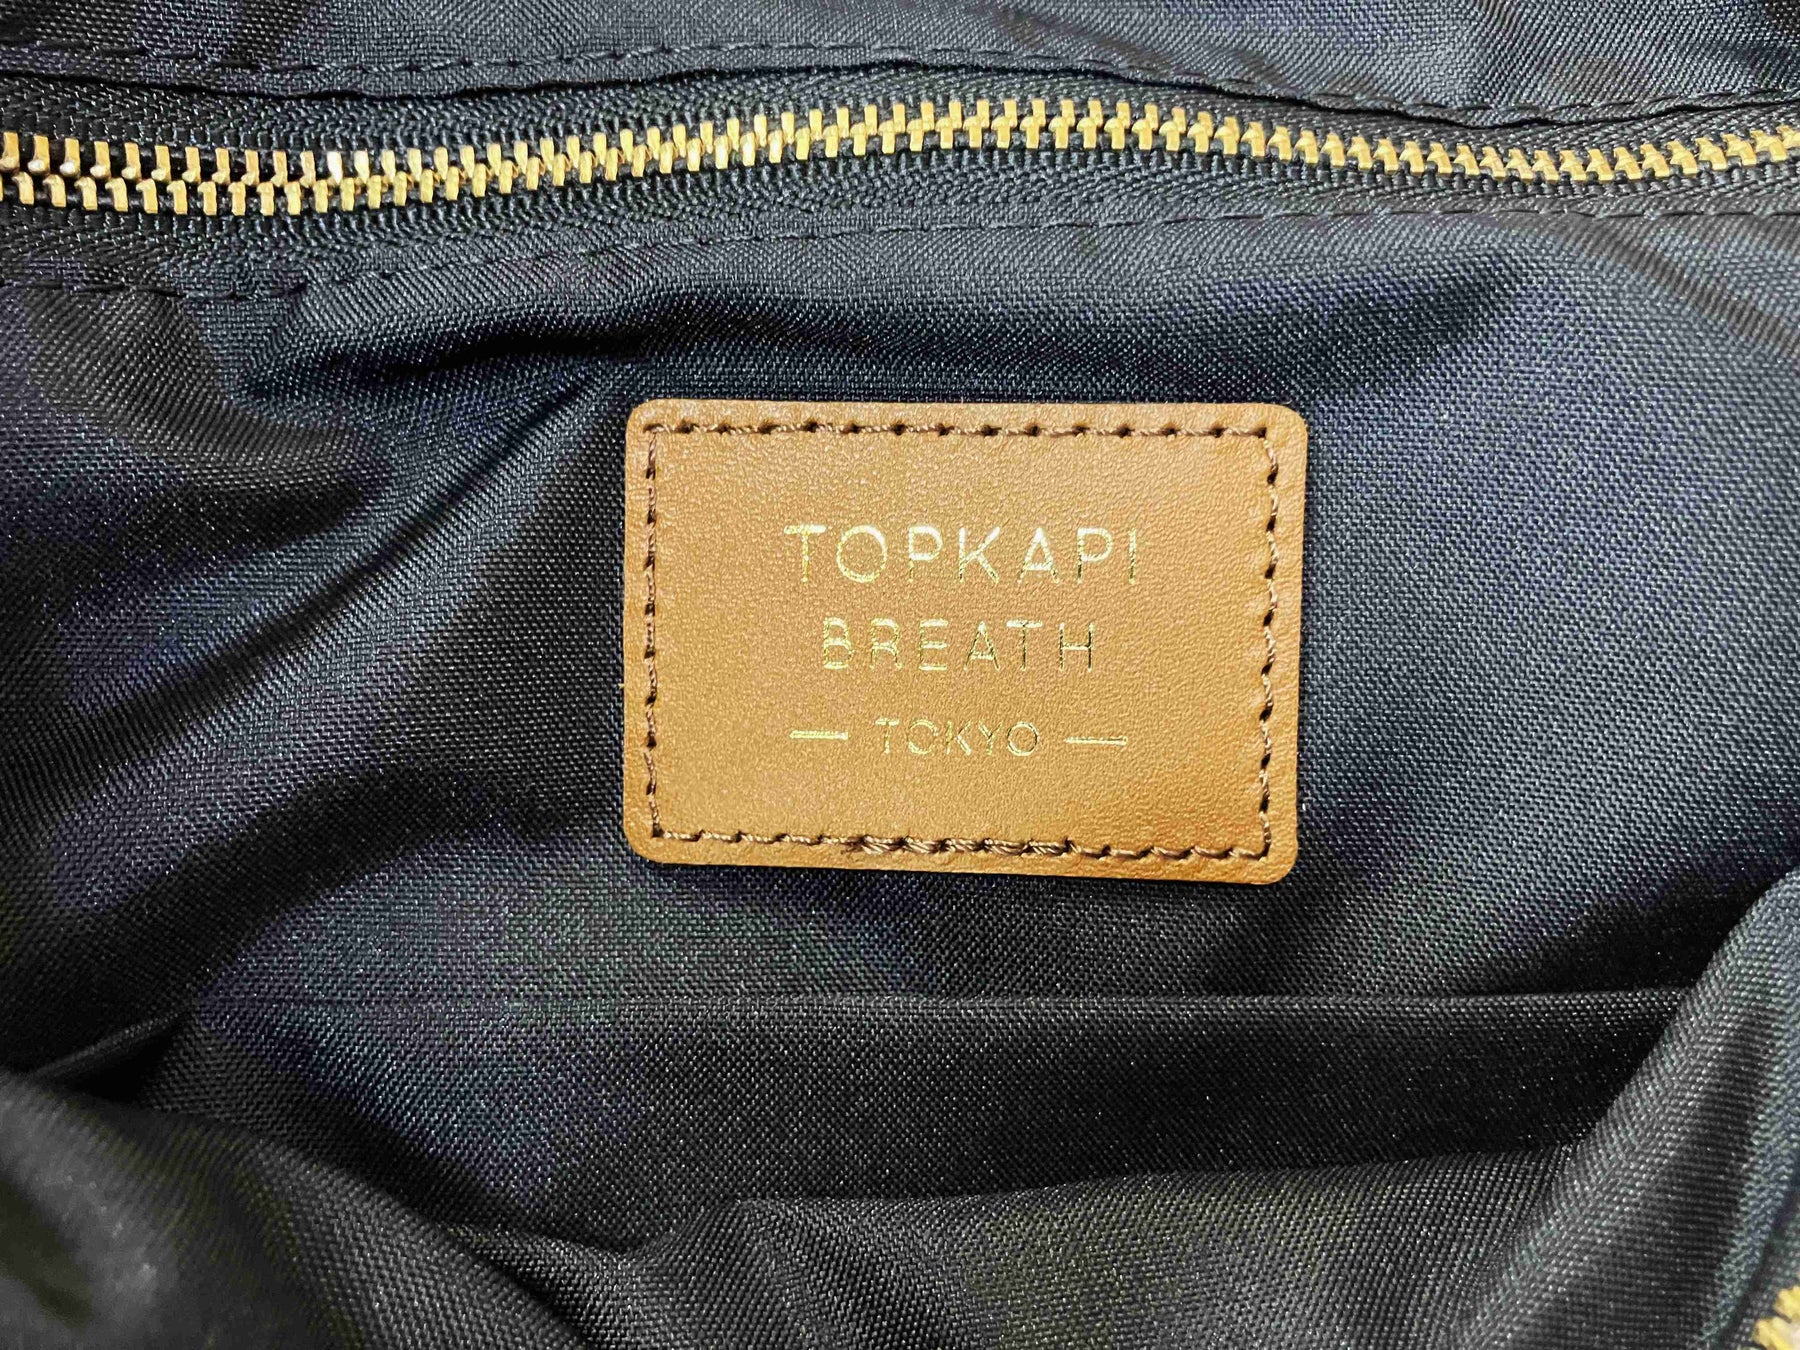 TOPKAPI
BREATH
— TOKYO —